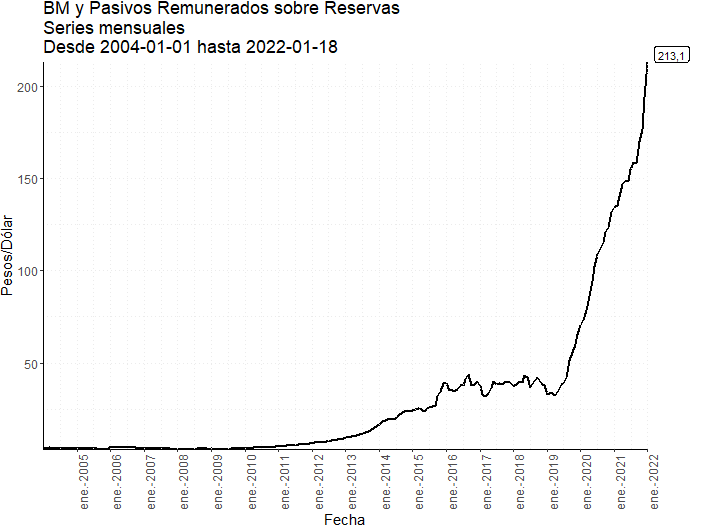 BM y Pasivos Remunerados sobre Reservas
Series mensuales
Desde 2004-01-01 hasta 2022-01-18
213,1
200
150
100
50
Pesos/Dólar
ene.-2005
ene.-2006
ene.-2007
ene.-2008
ene.-2009
ene.-2010
ene.-2011
ene.-2012
ene.-2013
ene.-2014
ene.-2015
ene.-2016
ene.-2017
ene.-2018
ene.-2019
ene.-2020
ene.-2021
ene.-2022
Fecha